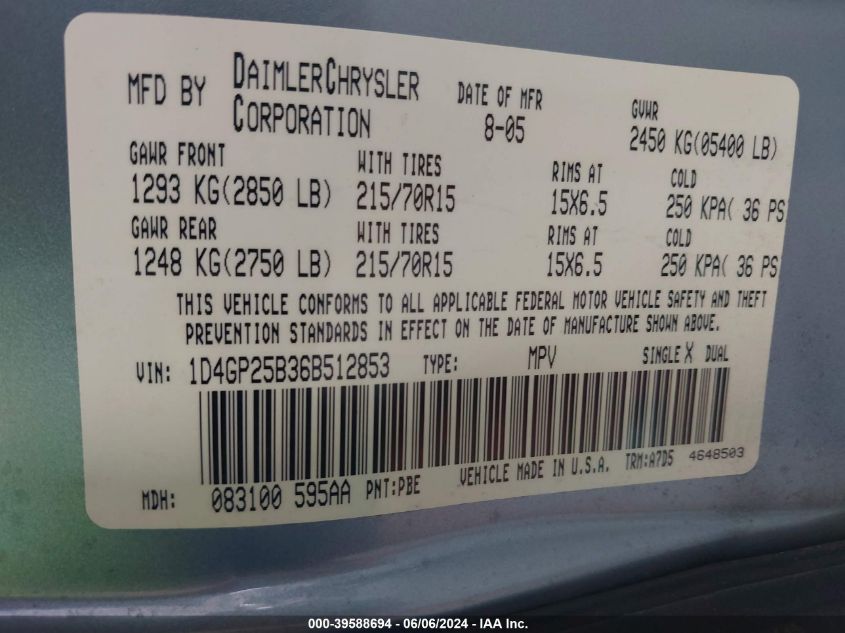 MFD BY DAIMLERCHRYSLER CORPORATION DATE OF MFR 8-05 GVWR 2450 KG(05400 LB)
GAWR FRONT WITH TIRES RIMS AT COLD
1293 KG(2850 LB) 215/70R15 15X6.5 250 KPA( 36 PS
GAWR REAR WITH TIRES RIMS AT COLD
1248 KG(2750 LB) 215/70R15 15X6.5 250 KPA( 36 PS
THIS VEHICLE CONFORMS TO ALL APPLICABLE FEDERAL MOTOR VEHICLE SAFETY AND THEFT
PREVENTION STANDARDS IN EFFECT ON THE DATE OF MANUFACTURE SHOWN ABOVE.
VIN: 1D4GP25B36B512853 TYPE: MPV SINGLE X DUAL
MDH: 083100 595AA PNT:PBE VEHICLE MADE IN U.S.A. TRM:A7D5 4648503
000-39588694 - 06/06/2024 - IAA Inc.